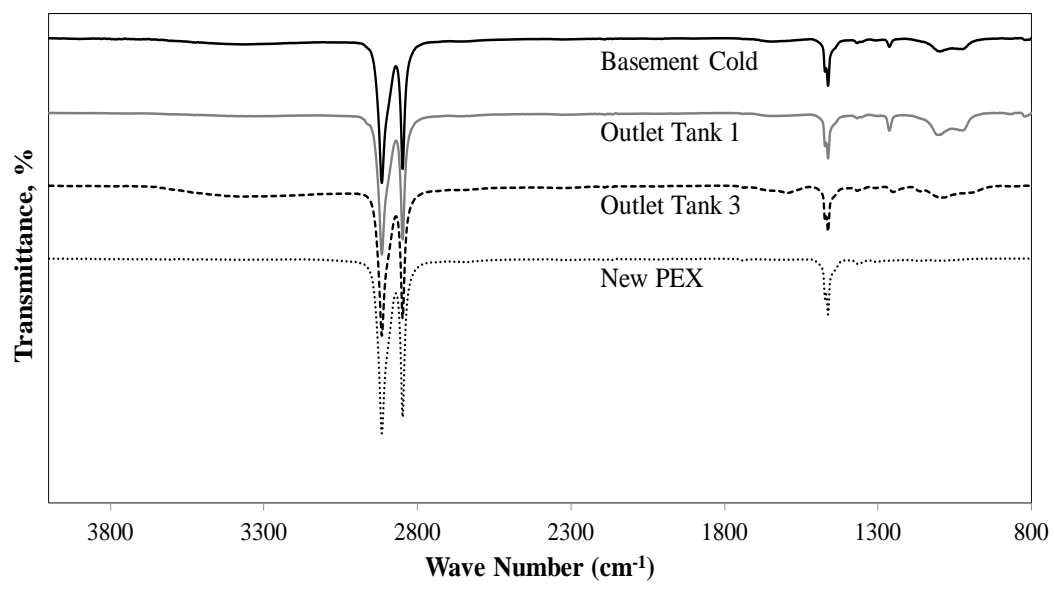 Basement Cold
Outlet Tank 1
Outlet Tank 3
New PEX
Transmittance, %
3800 3300 2800 2300 1800 1300 800
Wave Number (cm-1)